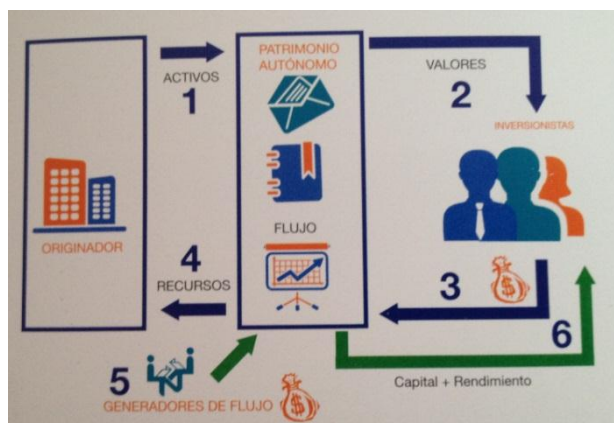 PATRIMONIO
AUTÓNOMO
ACTIVOS
1
VALORES
2
INVERSIONISTAS
ORIGINADOR
FLUJO
4
RECURSOS
3
$
5
GENERADORES DE FLUJO
$
6
Capital + Rendimiento